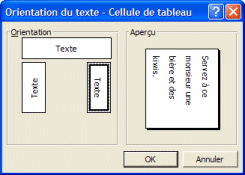 Orientation du texte - Cellule de tableau
Orientation
Texte
Texte
Texte
Aperçu
Servez à ce
monsieur une
bière et des
kiwis.
OK
Annuler